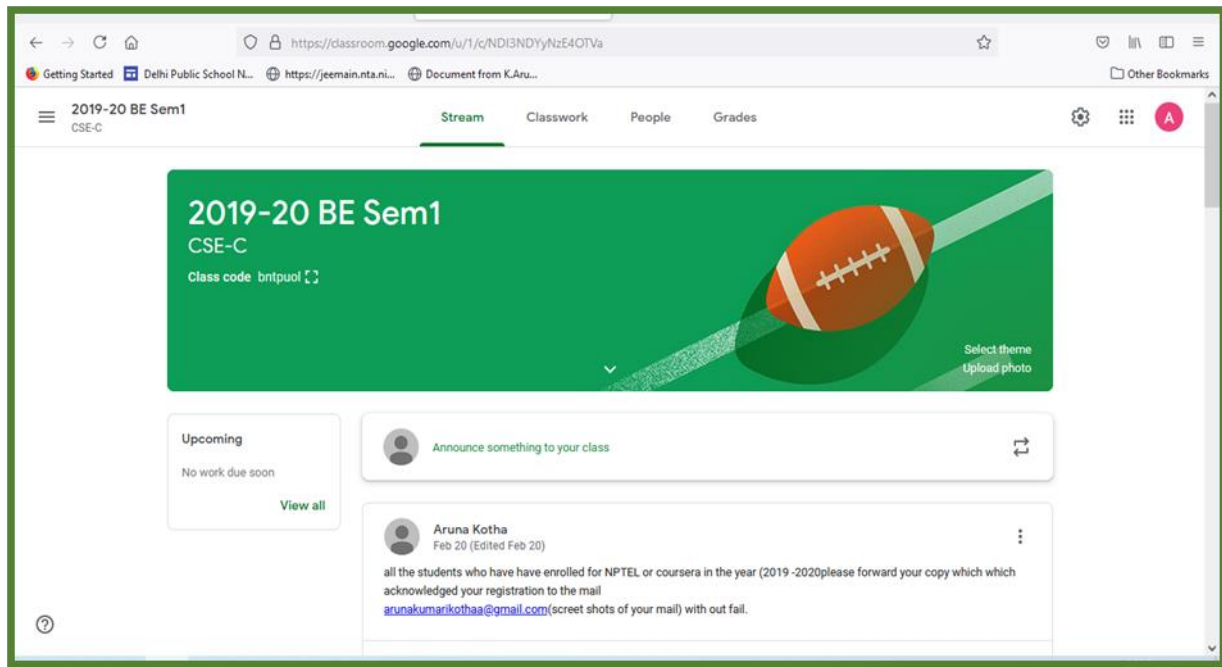 https://classroom.google.com/u/1/c/NDI3NDYyNzE4OTVa
Getting Started Delhi Public School N... https://jeemain.nta.ni... Document from K.Aru... Other Bookmarks
2019-20 BE Sem1
CSE-C
Stream Classwork People Grades
A
2019-20 BE Sem1
CSE-C
Class code bntpuol
Select theme
Upload photo
Upcoming
No work due soon
View all
Announce something to your class
Aruna Kotha
Feb 20 (Edited Feb 20)
all the students who have have enrolled for NPTEL or coursera in the year (2019 -2020please forward your copy which which
acknowledged your registration to the mail
arunakumarikothaa@gmail.com(screet shots of your mail) with out fail.